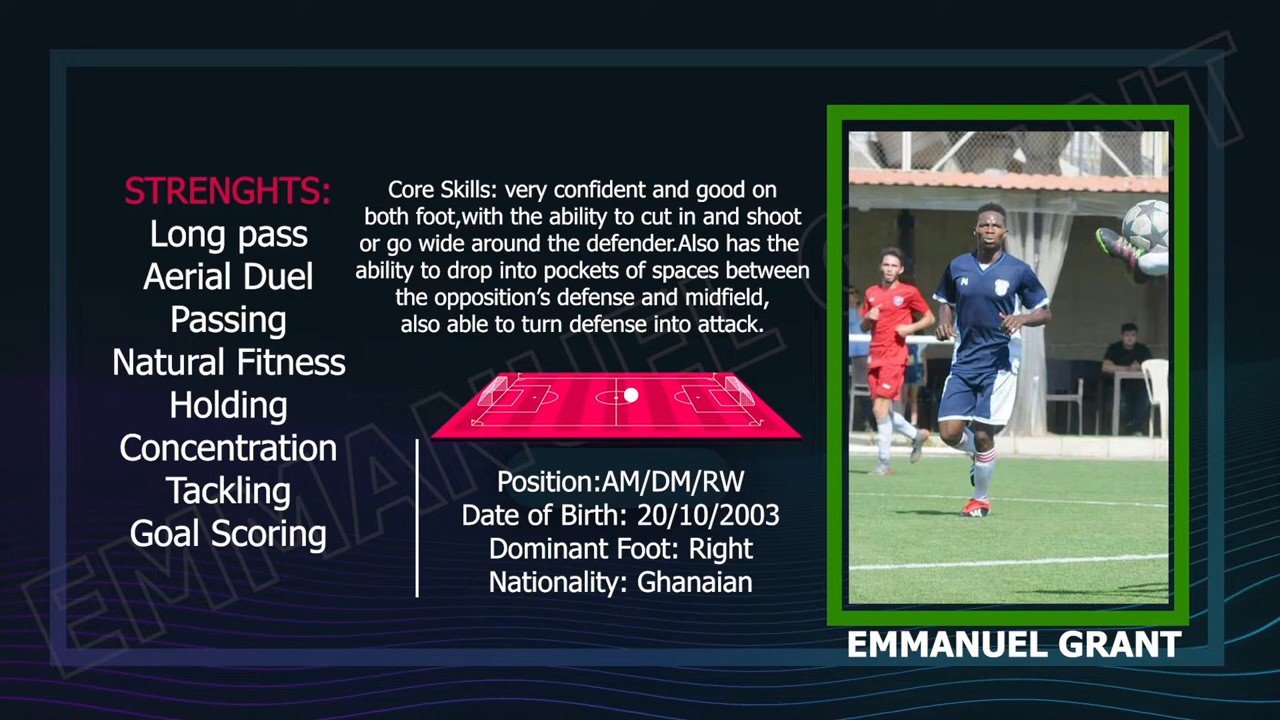 STRENGHTS:
Long pass
Aerial Duel
Passing
Natural Fitness
Holding
Concentration
Tackling
Goal Scoring
Core Skills: very confident and good on
both foot,with the ability to cut in and shoot
or go wide around the defender.Also has the
ability to drop into pockets of spaces between
the opposition’s defense and midfield,
also able to turn defense into attack.
Position:AM/DM/RW
Date of Birth: 20/10/2003
Dominant Foot: Right
Nationality: Ghanaian
EMMANUEL GRANT
EMMANUEL GRANT